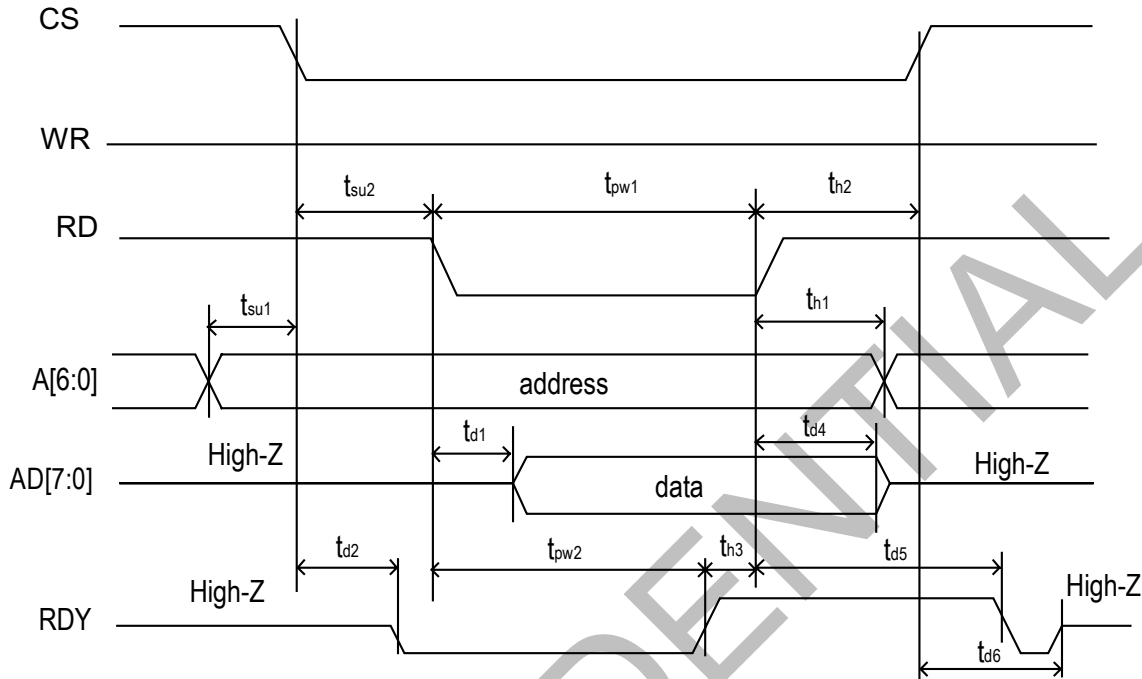 CS
WR
tsu2 tpw1 th2
RD
tsu1 th1
A[6:0] address
td1 td4
High-Z High-Z
AD[7:0] data
td2 tpw2 th3 td5
High-Z High-Z
RDY
td6
DENTIAL